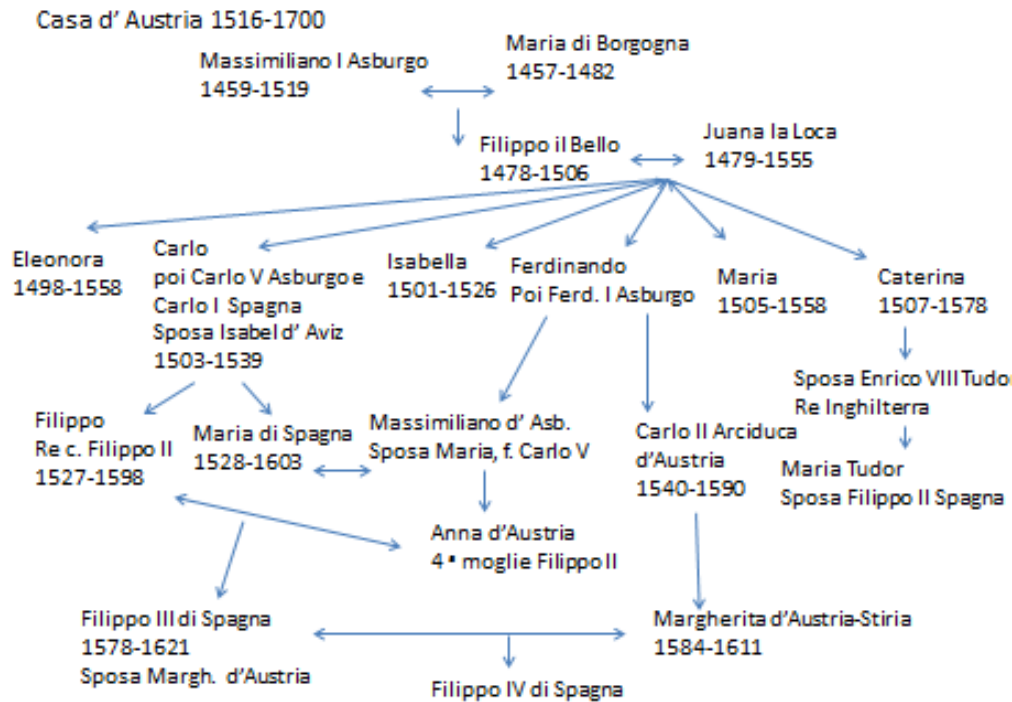 Casa d' Austria 1516-1700
Massimiliano I Asburgo
1459-1519
Maria di Borgogna
1457-1482
Filippo il Bello
1478-1506
Juana la Loca
1479-1555
Eleonora
1498-1558
Carlo
poi Carlo V Asburgo e
Carlo I Spagna
Sposa Isabel d' Aviz
1503-1539
Isabella
1501-1526
Ferdinando
Poi Ferd. I Asburgo
Maria
1505-1558
Caterina
1507-1578
Sposa Enrico VIII Tudor
Re Inghilterra
Maria Tudor
Sposa Filippo II Spagna
Filippo
Re c. Filippo II
1527-1598
Maria di Spagna
1528-1603
Massimiliano d' Asb.
Sposa Maria, f. Carlo V
Carlo II Arciduca
d'Austria
1540-1590
Anna d'Austria
4ª moglie Filippo II
Filippo III di Spagna
1578-1621
Sposa Margh. d'Austria
Margherita d'Austria-Stiria
1584-1611
Filippo IV di Spagna